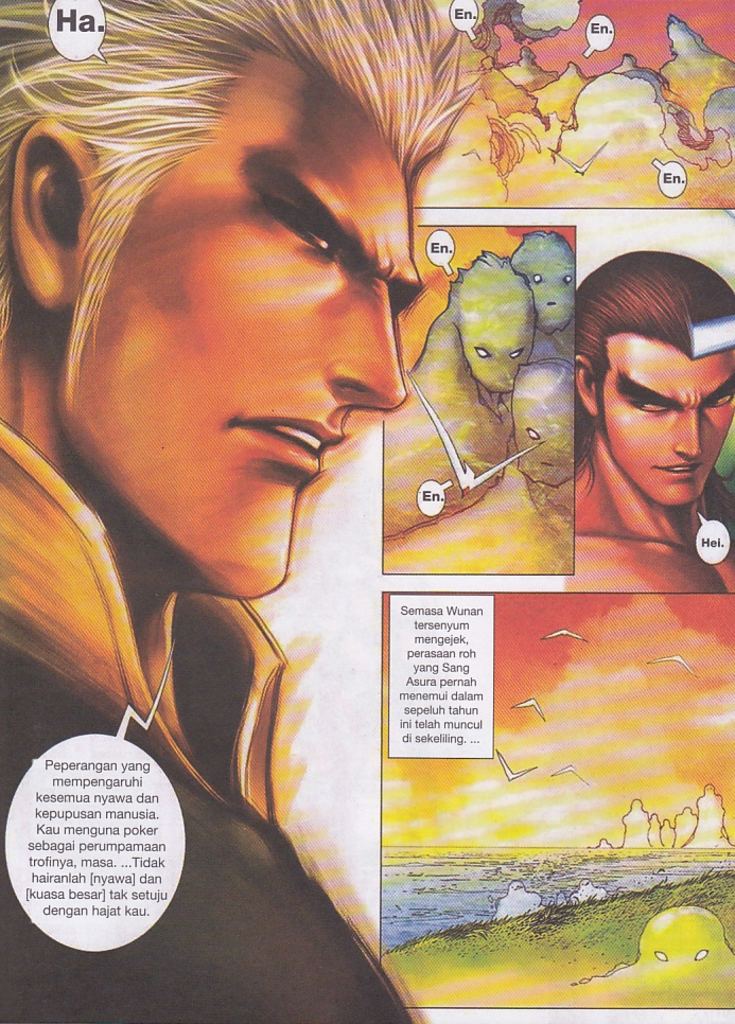 Ha.
En.
En.
En.
En.
En.
Hei.
Semasa Wunan
tersenyum
mengejek,
perasaan roh
yang Sang
Asura pernah
menemui dalam
sepeluh tahun
ini telah muncul
di sekeliling. ...
Peperangan yang
mempengaruhi
kesemua nyawa dan
kepupusan manusia.
Kau menguna poker
sebagai perumpamaan
trofinya, masa. ...Tidak
hairanlah [nyawa] dan
[kuasa besar] tak setuju
dengan hajat kau.